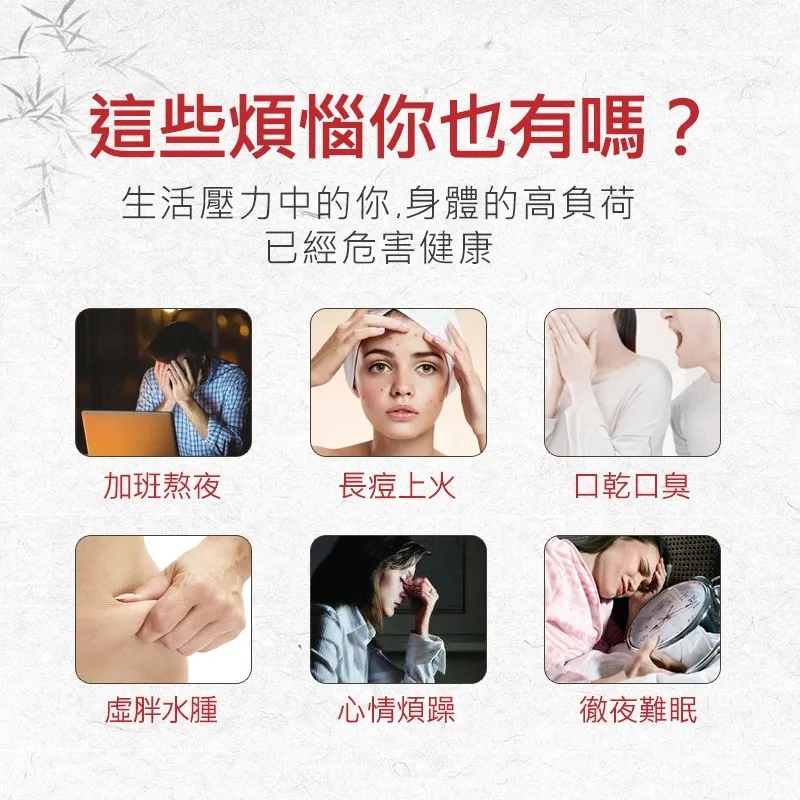 這些煩惱你也有嗎？
生活壓力中的你,身體的高負荷
已經危害健康
加班熬夜
長痘上火
口乾口臭
虛胖水腫
心情煩躁
徹夜難眠